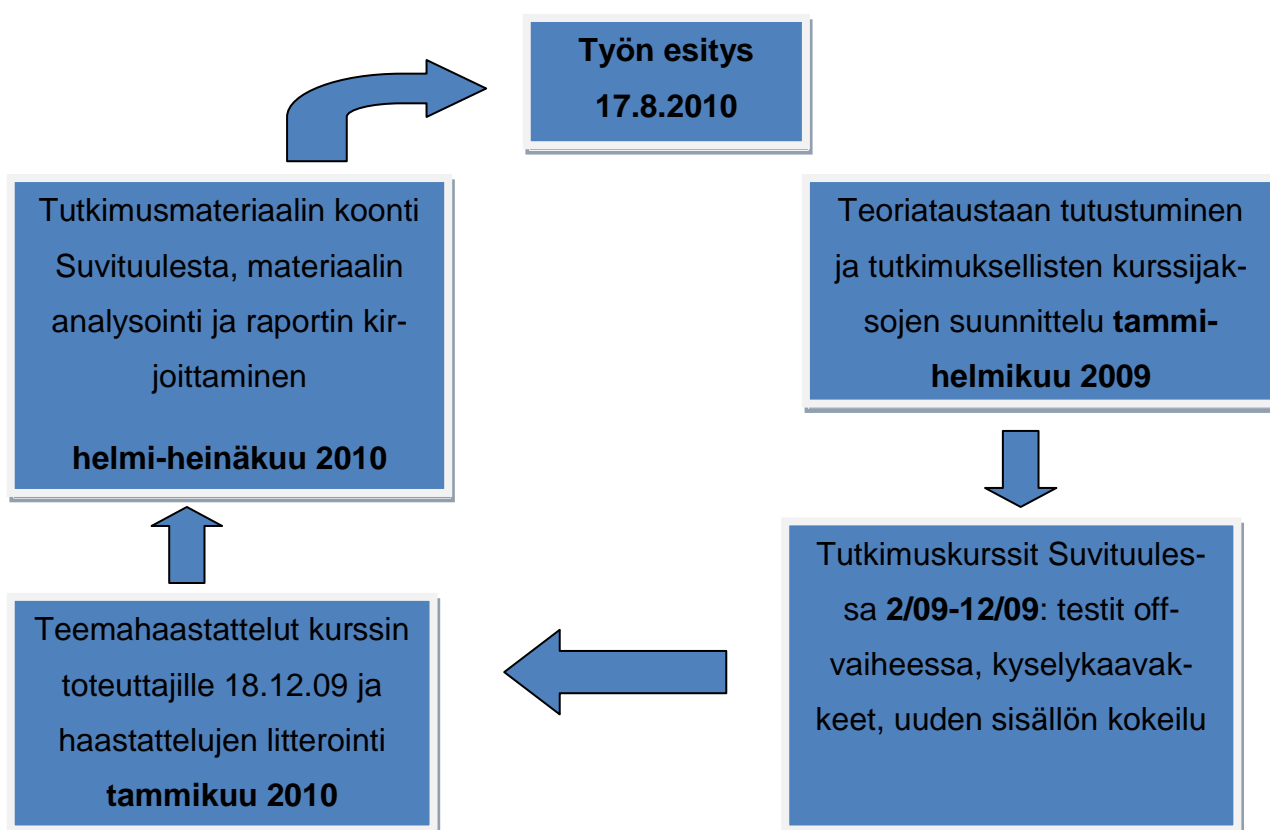 Työn esitys
17.8.2010
Tutkimusmateriaalin koonti
Suvituulesta, materiaalin
analysointi ja raportin kir-
joittaminen
helmi-heinäkuu 2010
Teoriataustaan tutustuminen
ja tutkimuksellisten kurssijak-
sojen suunnittelu tammi-
helmikuu 2009
Tutkimuskurssit Suvituules-
sa 2/09-12/09: testit off-
vaiheessa, kyselykaavak-
keet, uuden sisällön kokeilu
Teemahaastattelut kurssin
toteuttajille 18.12.09 ja
haastattelujen litterointi
tammikuu 2010